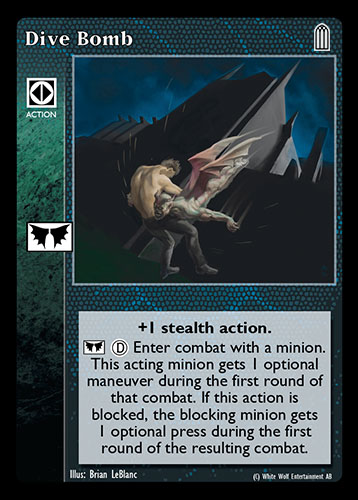 Dive Bomb
ACTION
+1 stealth action.
D Enter combat with a minion.
This acting minion gets 1 optional
maneuver during the first round of
that combat. If this action is
blocked, the blocking minion gets
1 optional press during the first
round of the resulting combat.
Illus: Brian LeBlanc
(C) White Wolf Entertainment AB